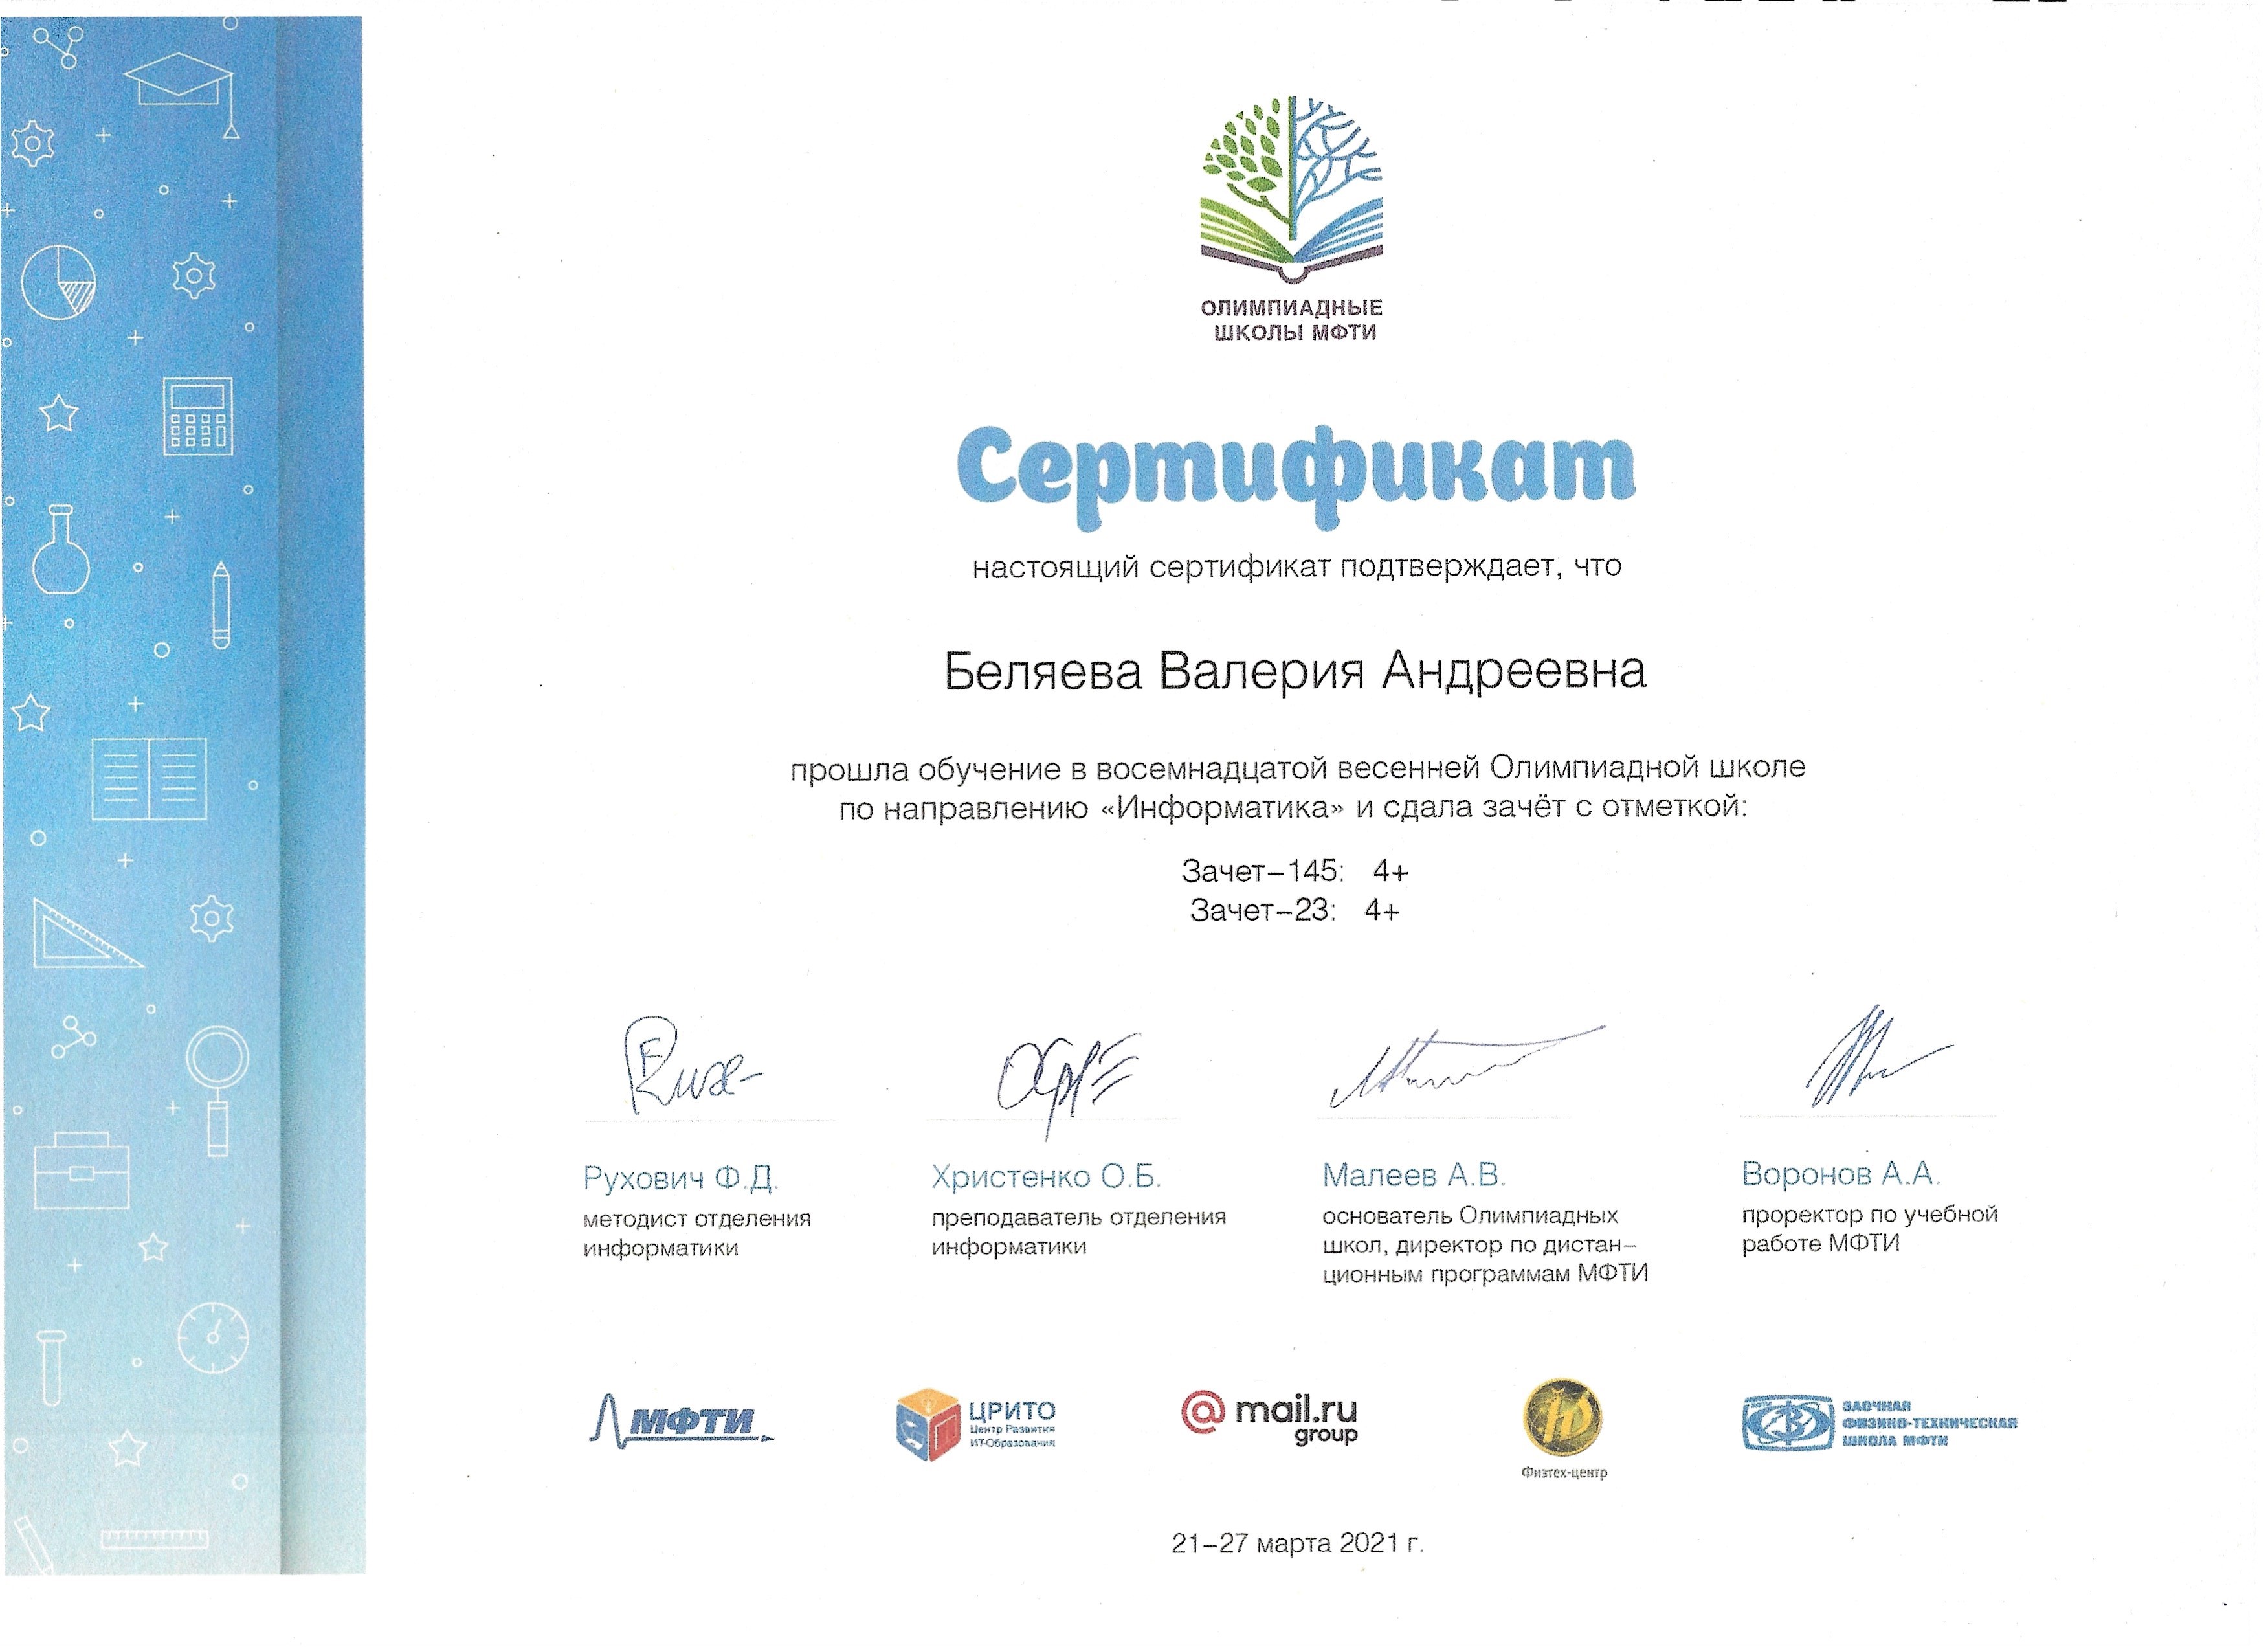 ОЛИМПИАДНЫЕ
ШКОЛЫ МФТИ
Сертификат
настоящий сертификат подтверждает, что
Беляева Валерия Андреевна
прошла обучение в восемнадцатой весенней Олимпиадной школе
по направлению «Информатика» и сдала зачёт с отметкой:
Зачет–145: 4+
Зачет–23: 4+
Рухович Ф.Д.
методист отделения
информатики
Христенко О.Б.
преподаватель отделения
информатики
Малеев А.В.
основатель Олимпиадных
школ, директор по дистан–
ционным программам МФТИ
Воронов А.А.
проректор по учебной
работе МФТИ
МФТИ
ЦРИТО
Центр Развития
ИТ-Образования
@mail.ru
group
Физтех-центр
ЗАОЧНАЯ
ФИЗИКО-ТЕХНИЧЕСКАЯ
ШКОЛА МФТИ
21–27 марта 2021 г.